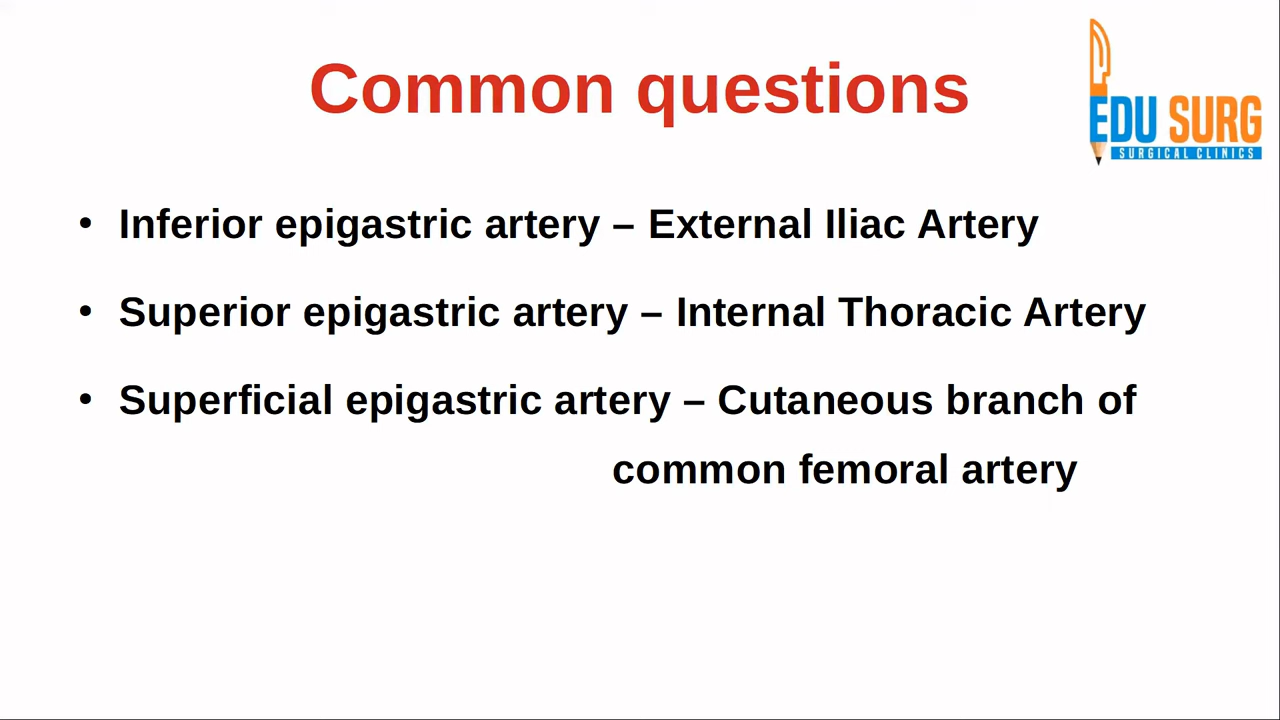 Common questions
EDU SURG
SURGICAL CLINICS
• Inferior epigastric artery – External Iliac Artery
• Superior epigastric artery – Internal Thoracic Artery
• Superficial epigastric artery – Cutaneous branch of
common femoral artery